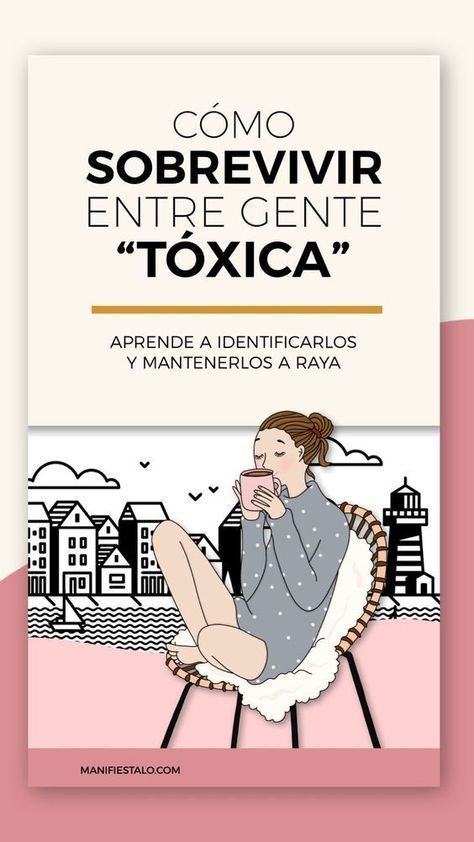 CÓMO
SOBREVIVIR
ENTRE GENTE
“TÓXICA”
APRENDE A IDENTIFICARLOS
Y MANTENERLOS A RAYA
MANIFIESTALO.COM